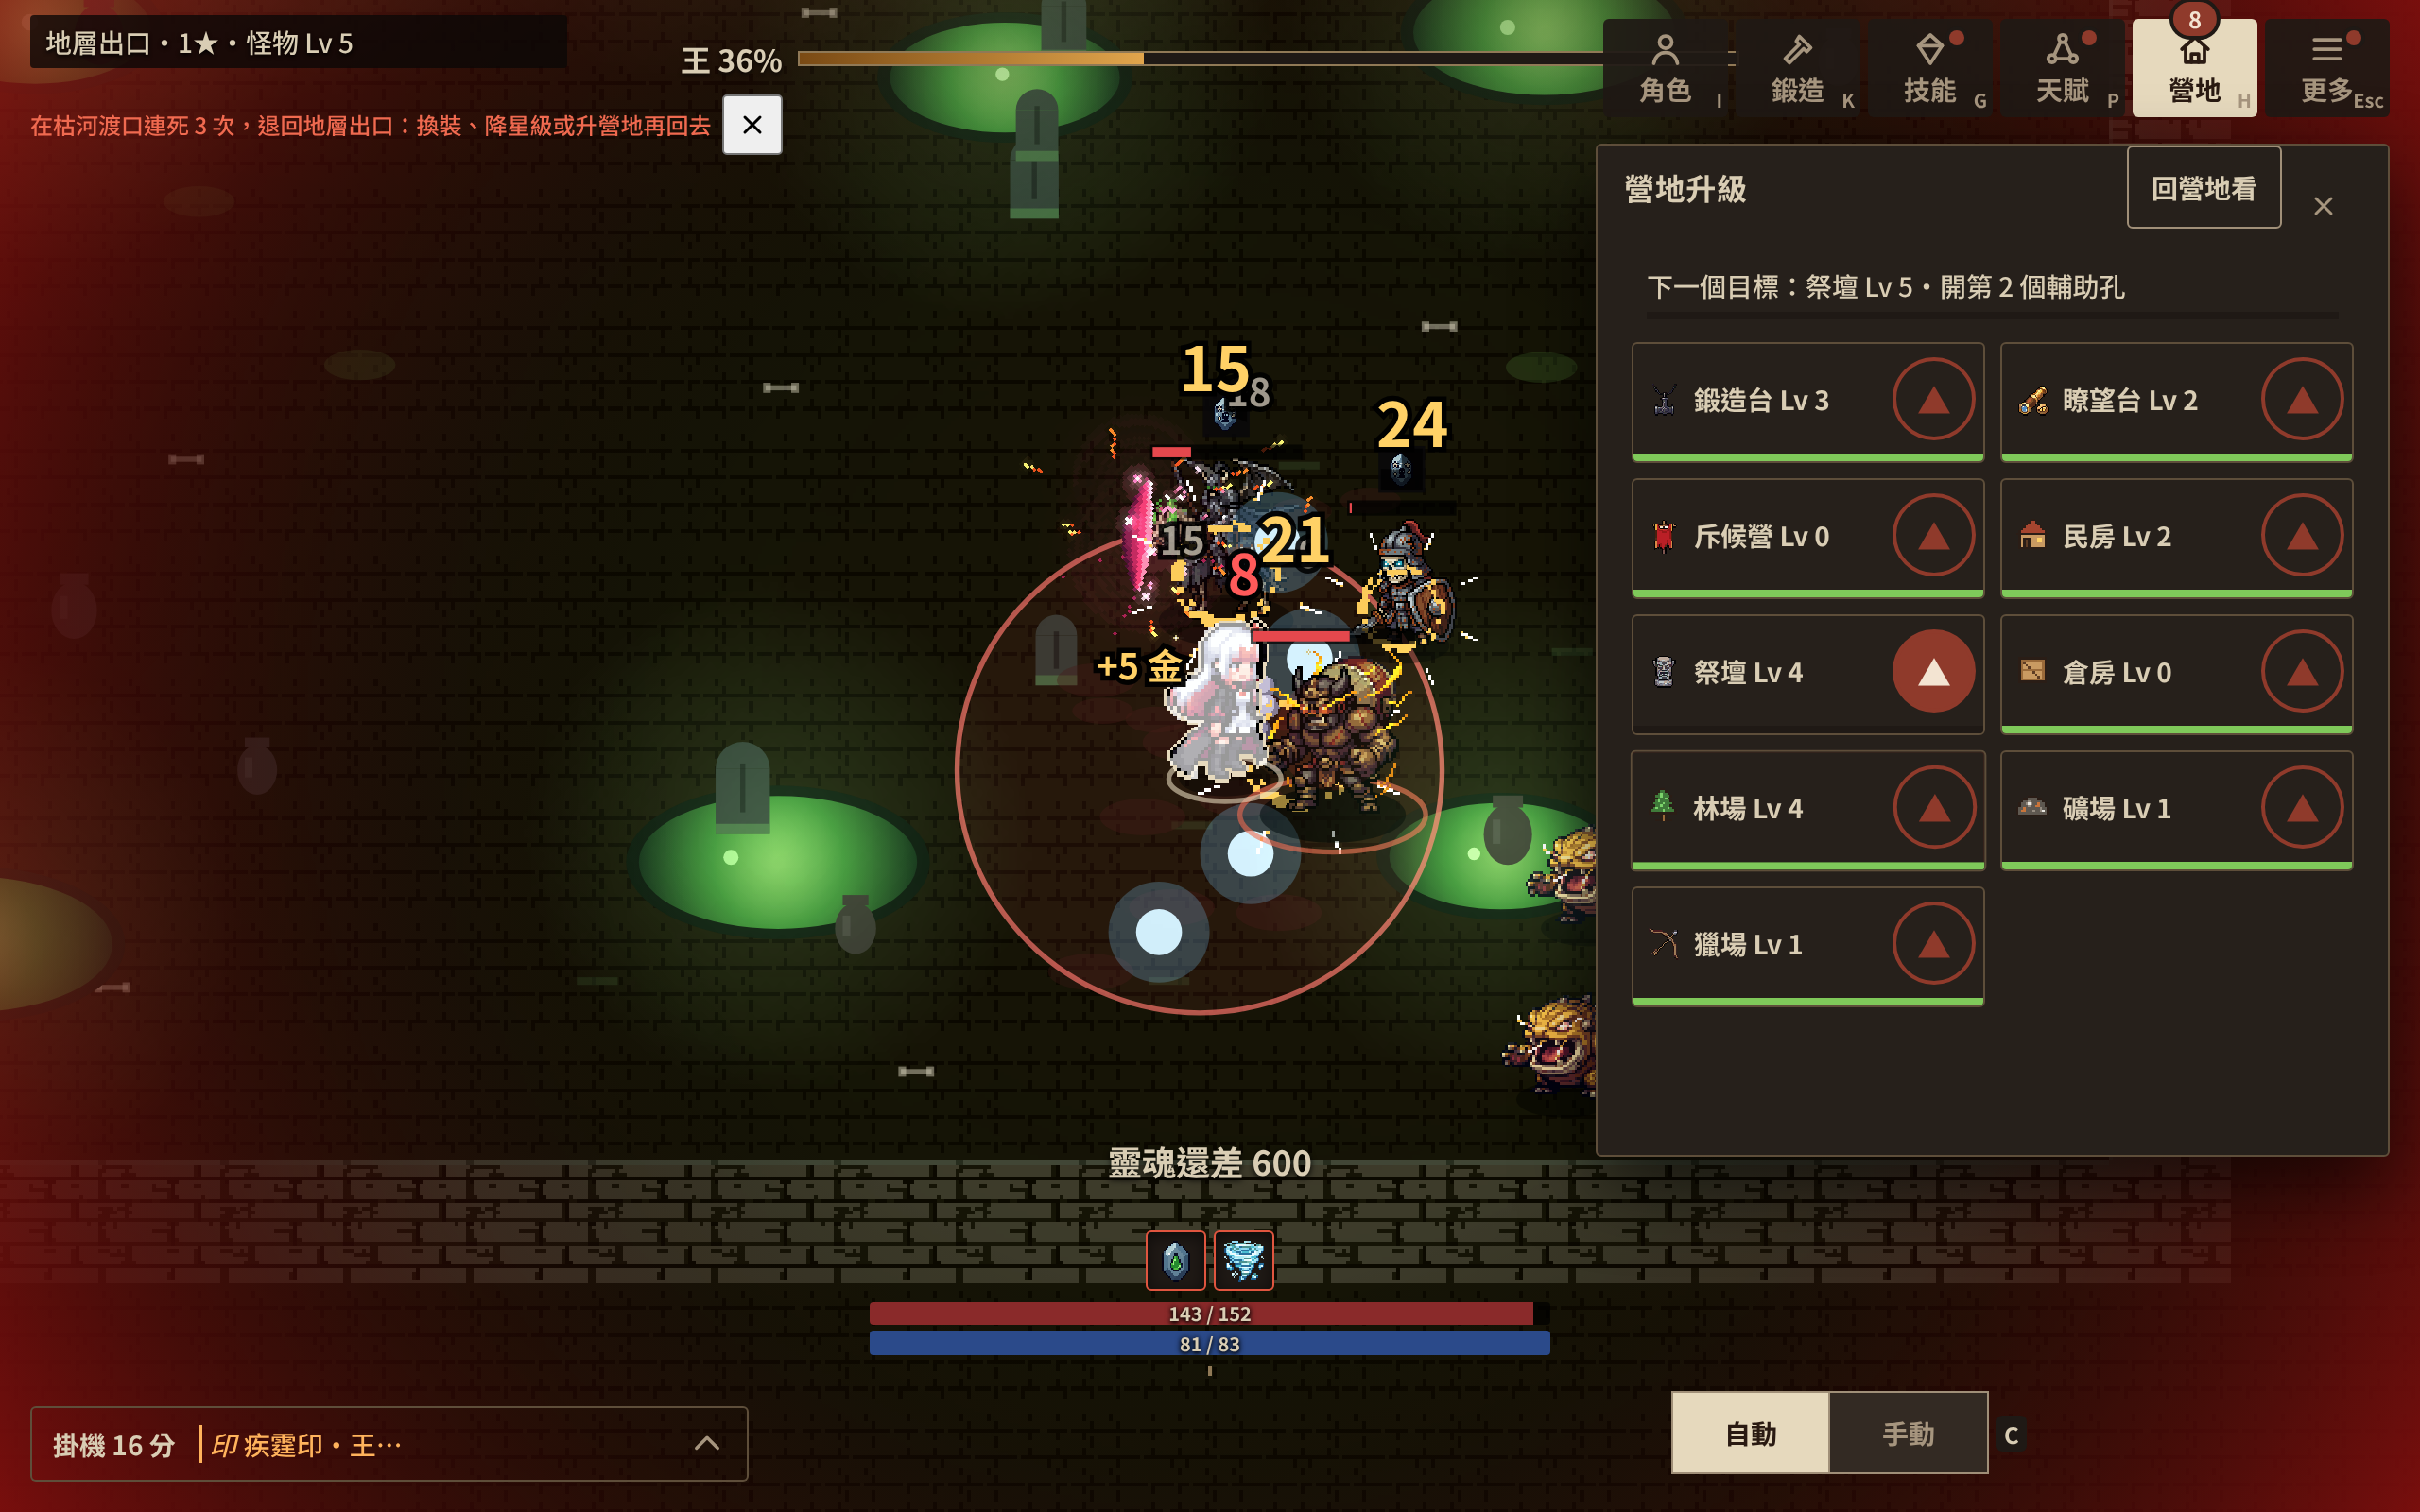 地層出口・1★・怪物 Lv 5
王 36%
在枯河渡口連死 3 次，退回地層出口：換裝、降星級或升營地再回去
角色 I
鍛造 K
技能 G
天賦 P
8
營地 H
更多 Esc
營地升級
回營地看
下一個目標：祭壇 Lv 5・開第 2 個輔助孔
鍛造台 Lv 3
瞭望台 Lv 2
斥候營 Lv 0
民房 Lv 2
祭壇 Lv 4
倉房 Lv 0
林場 Lv 4
礦場 Lv 1
獵場 Lv 1
15
18
24
15
21
8
+5 金
靈魂還差 600
143 / 152
81 / 83
掛機 16 分
印 疾霆印・王…
自動
手動
C